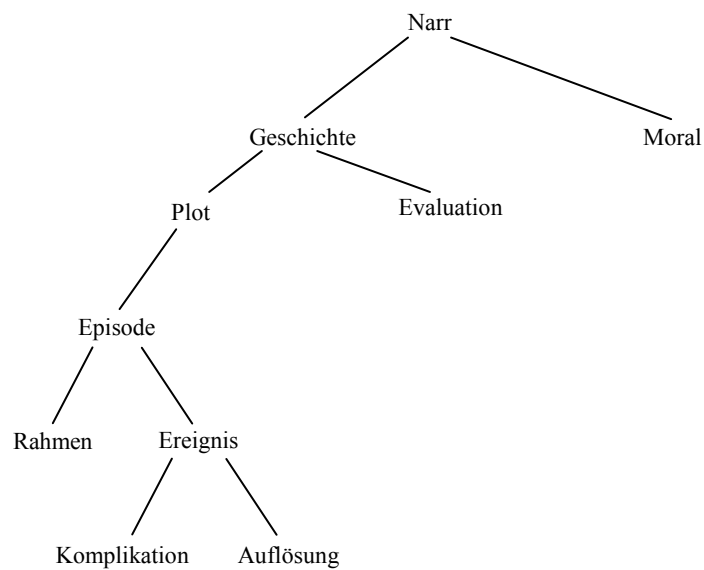 Narr
Geschichte Moral
Plot Evaluation
Episode
Rahmen Ereignis
Komplikation Auflösung